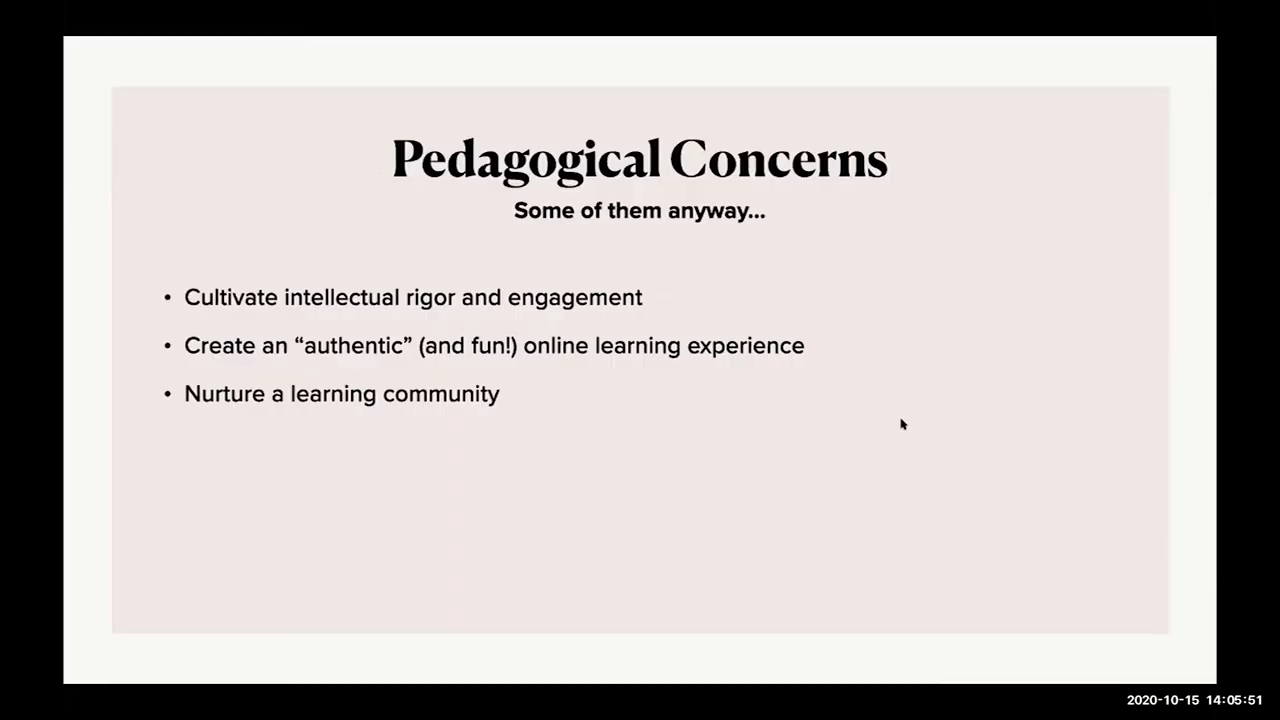 Pedagogical Concerns
Some of them anyway...
• Cultivate intellectual rigor and engagement
• Create an “authentic” (and fun!) online learning experience
• Nurture a learning community
2020-10-15 14:05:51